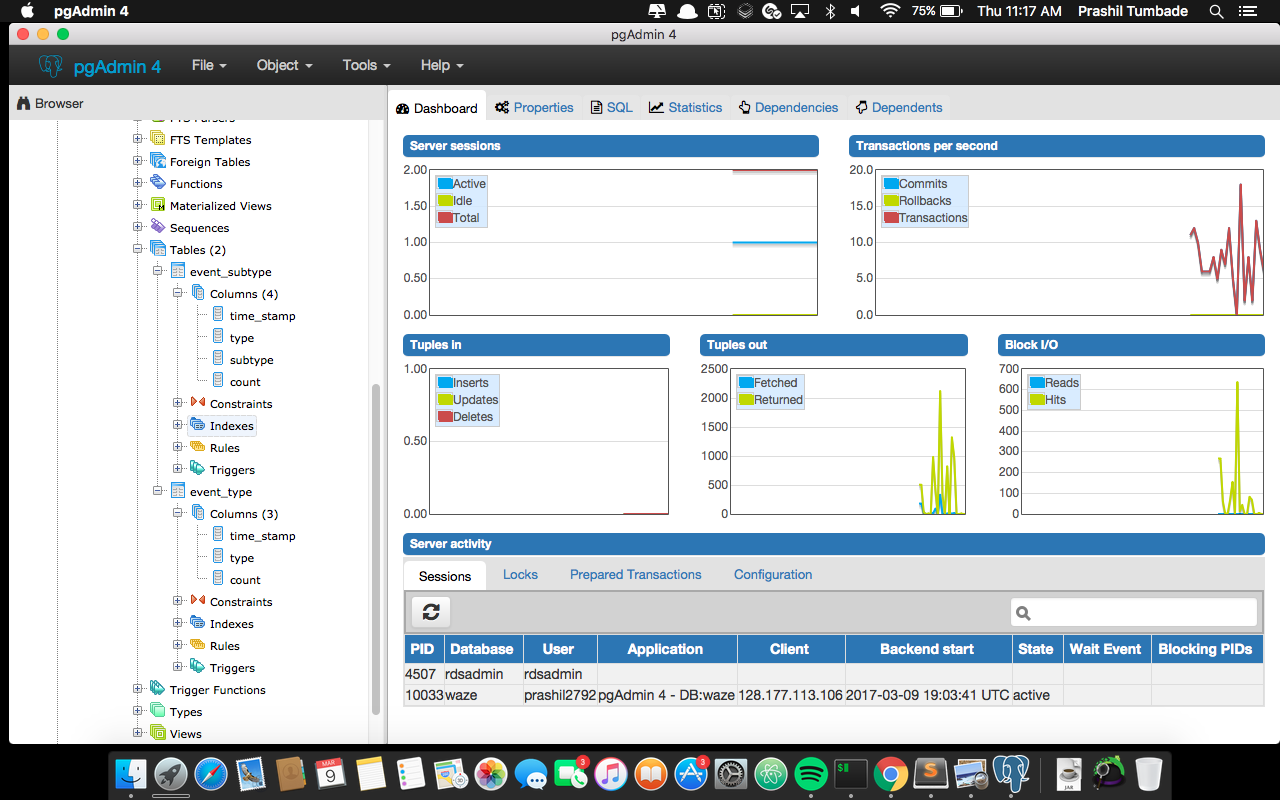 pgAdmin 4
75%
Thu 11:17 AM
Prashil Tumbade
pgAdmin 4
pgAdmin 4
File
Object
Tools
Help
Browser
FTS Parsers
FTS Templates
Foreign Tables
Functions
Materialized Views
Sequences
Tables (2)
event_subtype
Columns (4)
time_stamp
type
subtype
count
Constraints
Indexes
Rules
Triggers
event_type
Columns (3)
time_stamp
type
count
Constraints
Indexes
Rules
Triggers
Trigger Functions
Types
Views
Dashboard
Properties
SQL
Statistics
Dependencies
Dependents
Server sessions
2.00
1.50
1.00
0.50
0.00
Active
Idle
Total
Transactions per second
20.0
15.0
10.0
5.0
0.0
Commits
Rollbacks
Transactions
Tuples in
1.00
0.50
0.00
Inserts
Updates
Deletes
Tuples out
2500
2000
1500
1000
500
0
Fetched
Returned
Block I/O
700
600
500
400
300
200
100
0
Reads
Hits
Server activity
Sessions
Locks
Prepared Transactions
Configuration
PID Database User Application Client Backend start State Wait Event Blocking PIDs
4507 rdsadmin rdsadmin
10033 waze prashil2792 pgAdmin 4 - DB:waze 128.177.113.106 2017-03-09 19:03:41 UTC active
MAR
9
3
3
$
S
JAR